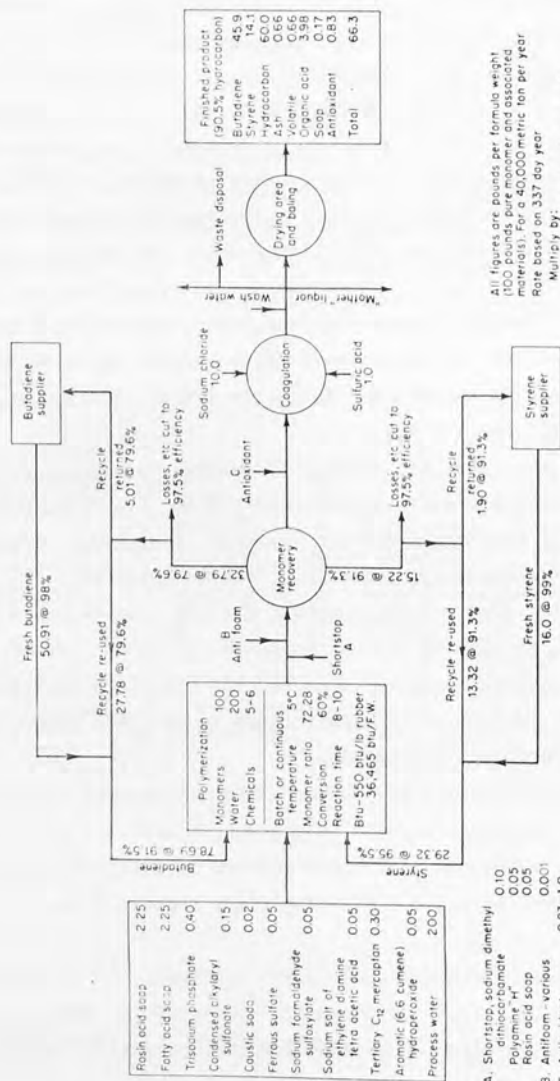 Rosin acid soap 2.25
Fatty acid soap 2.25
Trisodium phosphate 0.40
Condensed alkylaryl
sulfonate 0.15
Caustic soda 0.02
Ferrous sulfate 0.05
Sodium formaldehyde
sulfoxylate 0.05
Sodium salt of
ethylene diamine
tetra acetic acid 0.05
Tertiary C12 mercaptan 0.30
Aromatic (6.6 cumene)
hydroperoxide 0.05
Process water 200
A. Shortstop, sodium dimethyl
dithiocarbamate 0.10
Polyamine "H" 0.05
Rosin acid soap 0.05
B. Antifoam - various 0.001
Fresh butadiene
50.91 @ 98%
Recycle re-used
27.78 @ 79.6%
Butadiene
78.69 @ 91.5%
Polymerization
Monomers 100
Water 200
Chemicals 5-6
Batch or continuous
temperature 5°C
Monomer ratio 72.28
Conversion 60%
Reaction time 8-10
Btu-550 btu/lb rubber
36,465 btu/F.W.
29.32 @ 95.5%
Styrene
B
Anti foam
Shortstop
A
Butadiene
supplier
Recycle
returned
5.01 @ 79.6%
Losses, etc cut to
97.5% efficiency
32.79 @ 79.6%
Monomer
recovery
15.22 @ 91.3%
Losses, etc cut to
97.5% efficiency
Recycle
returned
1.90 @ 91.3%
Recycle re-used
13.32 @ 91.3%
Fresh styrene
16.0 @ 99%
Styrene
supplier
C
Antioxidant
Sodium chloride
10.0
Coagulation
Sulfuric acid
1.0
Wash water
"Mother" liquor
Waste disposal
Drying area
and baling
Finished product
(90.5% hydrocarbon)
Butadiene 45.9
Styrene 14.1
Hydrocarbon 60.0
Ash 0.66
Volatile 0.66
Organic acid 3.98
Soap 0.17
Antioxidant 0.83
Total 66.3
All figures are pounds per formula weight
(100 pounds pure monomer and associated
materials). For a 40,000 metric ton per year
Rate based on 337 day year
Multiply by: